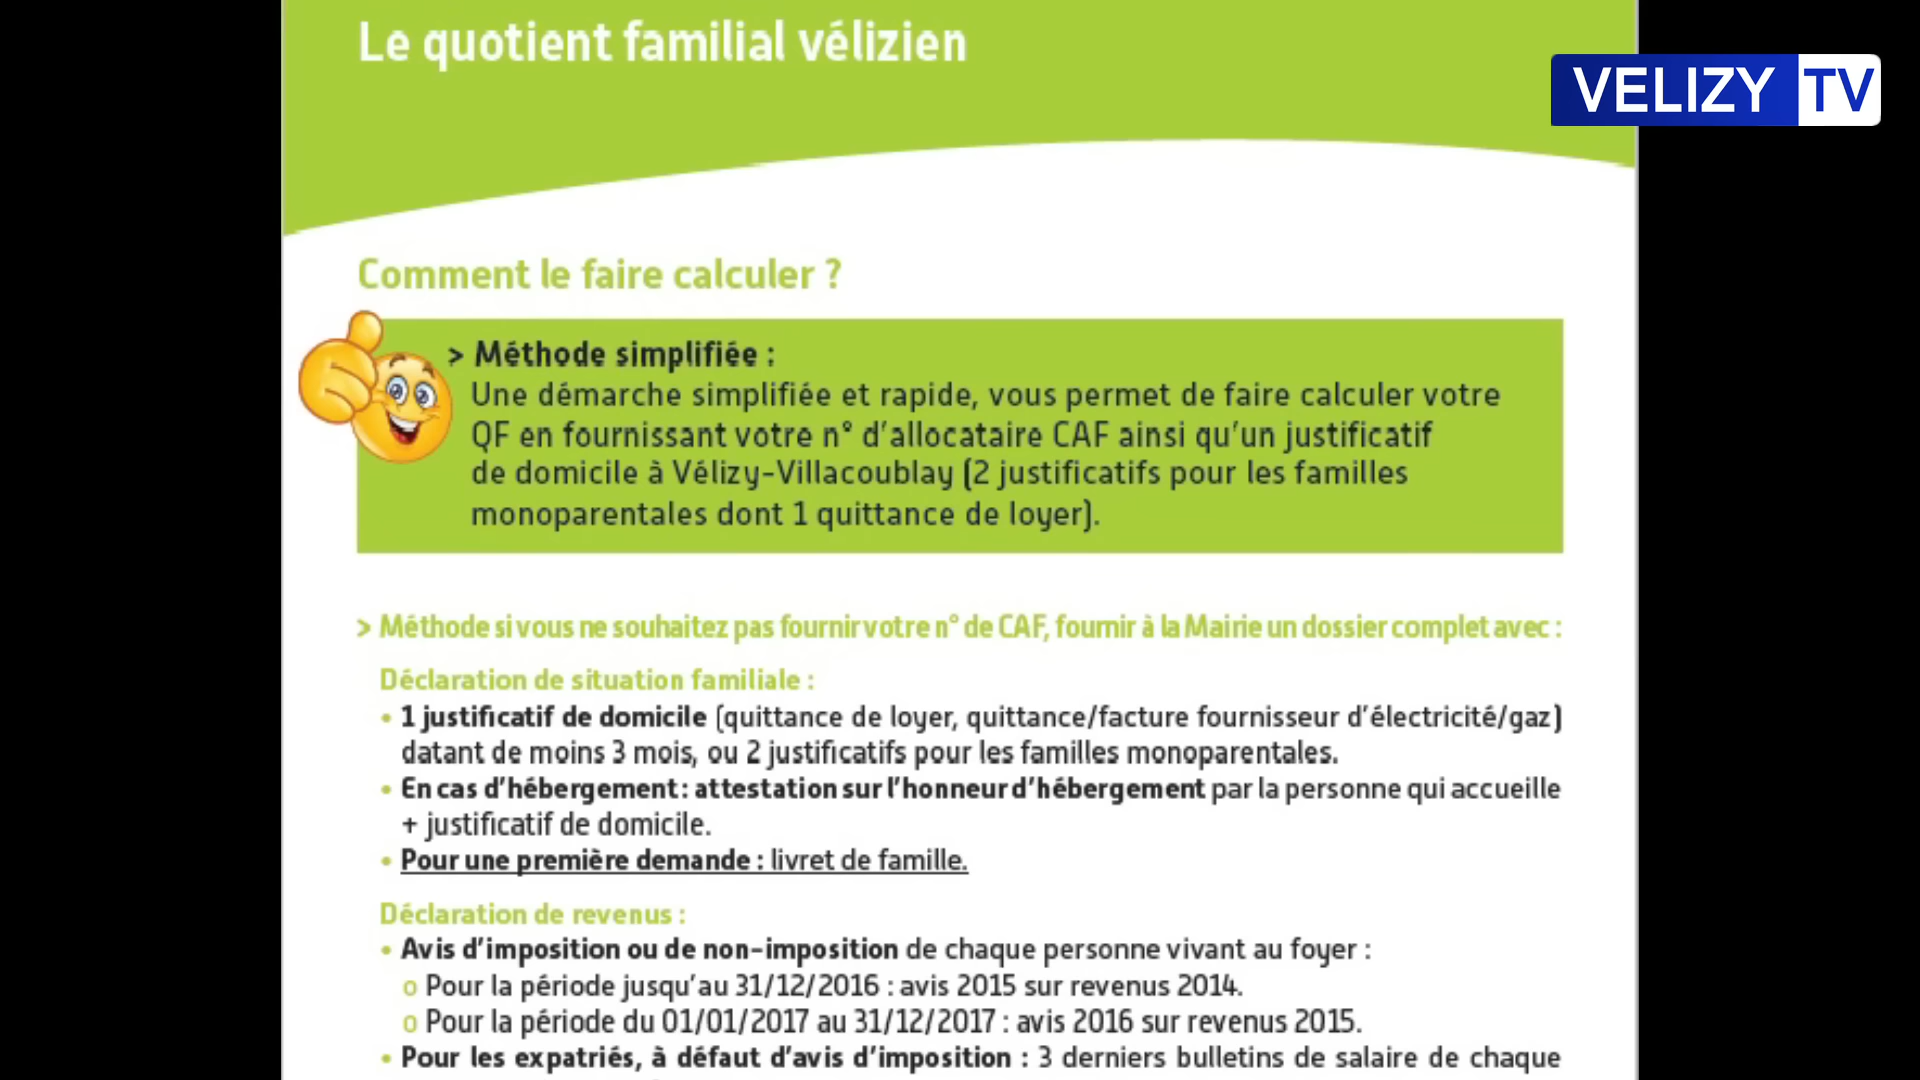 Le quotient familial vélizien
VELIZY TV
Comment le faire calculer ?
> Méthode simplifiée :
Une démarche simplifiée et rapide, vous permet de faire calculer votre
QF en fournissant votre n° d'allocataire CAF ainsi qu'un justificatif
de domicile à Vélizy-Villacoublay (2 justificatifs pour les familles
monoparentales dont 1 quittance de loyer).
> Méthode si vous ne souhaitez pas fournir votre n° de CAF, fournir à la Mairie un dossier complet avec :
Déclaration de situation familiale :
• 1 justificatif de domicile (quittance de loyer, quittance/facture fournisseur d'électricité/gaz)
datant de moins 3 mois, ou 2 justificatifs pour les familles monoparentales.
• En cas d'hébergement : attestation sur l'honneur d'hébergement par la personne qui accueille
+ justificatif de domicile.
• Pour une première demande : livret de famille.
Déclaration de revenus :
• Avis d'imposition ou de non-imposition de chaque personne vivant au foyer :
o Pour la période jusqu'au 31/12/2016 : avis 2015 sur revenus 2014.
o Pour la période du 01/01/2017 au 31/12/2017 : avis 2016 sur revenus 2015.
• Pour les expatriés, à défaut d'avis d'imposition : 3 derniers bulletins de salaire de chaque